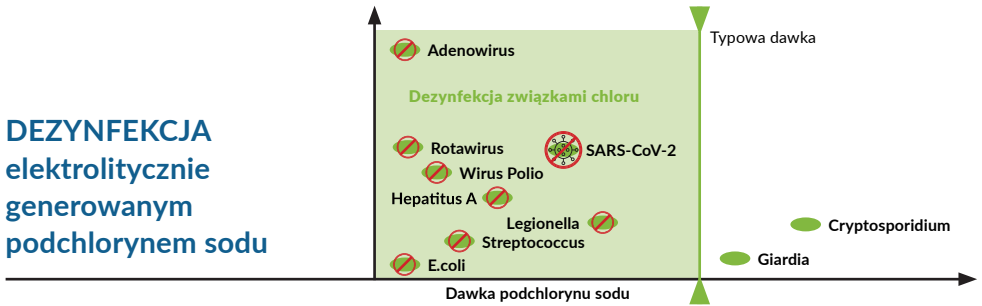 DEZYNFEKCJA
elektrolitycznie
generowanym
podchlorynem sodu
Typowa dawka
Adenowirus
Dezynfekcja związkami chloru
Rotawirus
SARS-CoV-2
Wirus Polio
Hepatitus A
Legionella
Streptococcus
E.coli
Cryptosporidium
Giardia
Dawka podchlorynu sodu